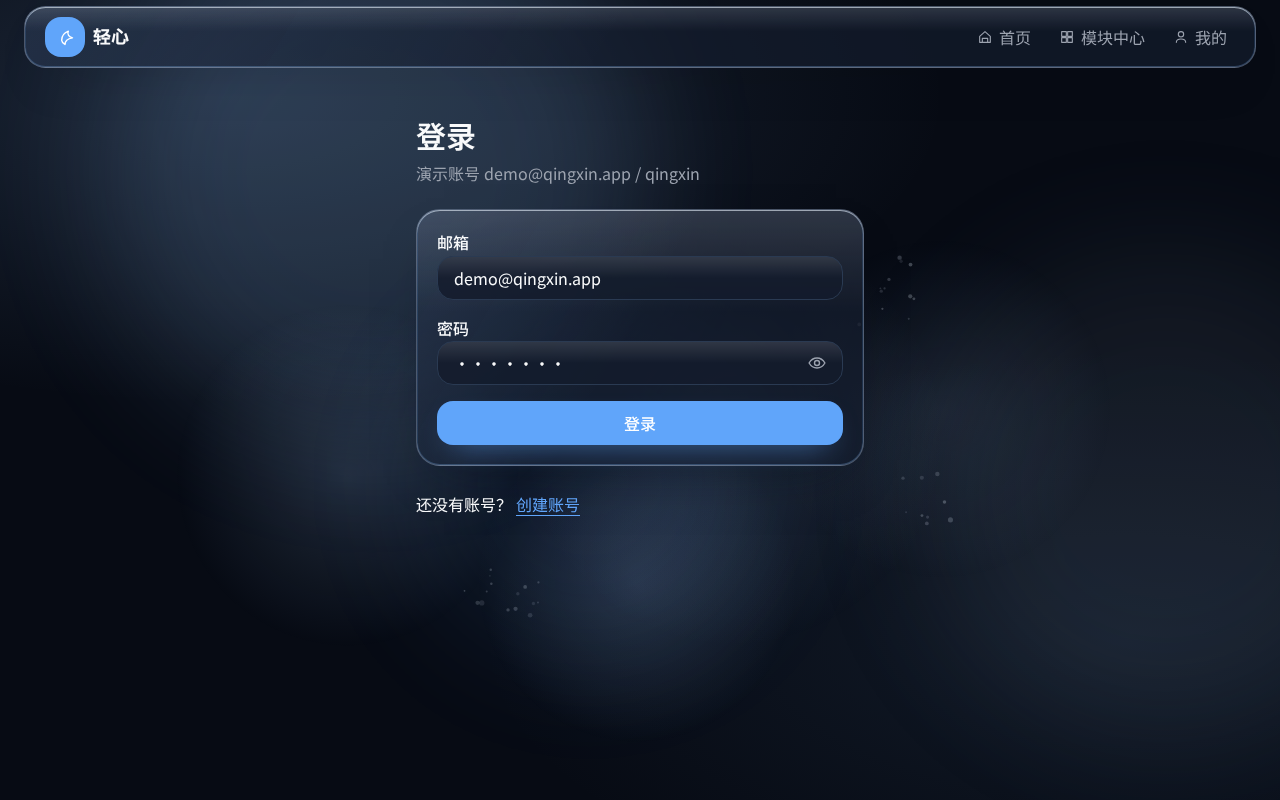 轻心
首页
模块中心
我的
登录
演示账号 demo@qingxin.app / qingxin
邮箱
demo@qingxin.app
密码
•••••••
登录
还没有账号？ 创建账号